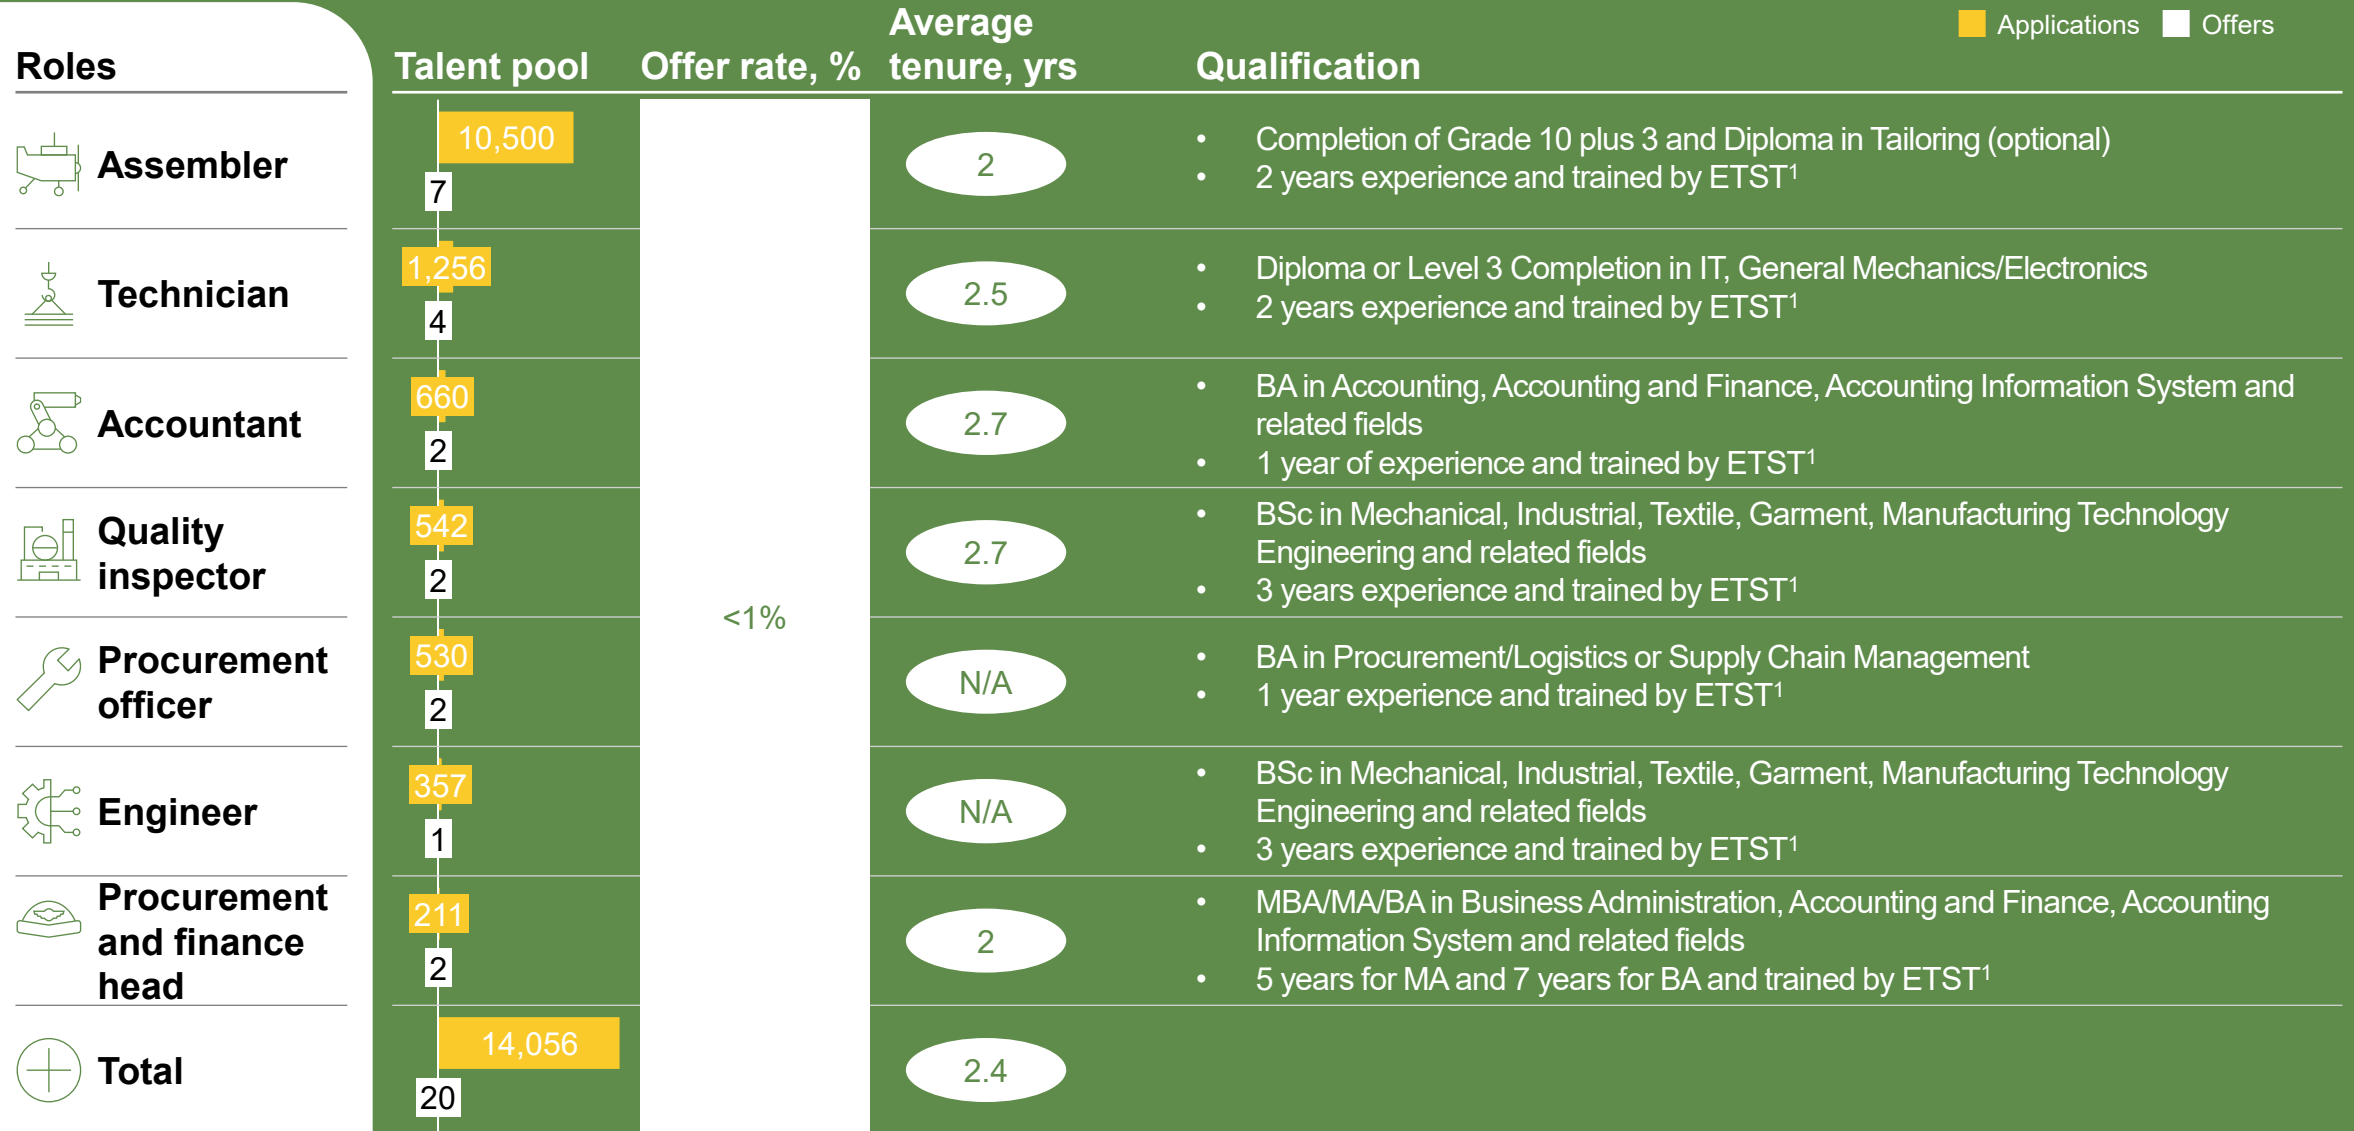 Roles
Talent pool
Offer rate, %
Average
tenure, yrs
Qualification
Applications
Offers
Assembler
10,500
7
2
• Completion of Grade 10 plus 3 and Diploma in Tailoring (optional)
• 2 years experience and trained by ETST¹
Technician
1,256
4
2.5
• Diploma or Level 3 Completion in IT, General Mechanics/Electronics
• 2 years experience and trained by ETST¹
Accountant
660
2
2.7
• BA in Accounting, Accounting and Finance, Accounting Information System and
related fields
• 1 year of experience and trained by ETST¹
Quality
inspector
542
2
2.7
• BSc in Mechanical, Industrial, Textile, Garment, Manufacturing Technology
Engineering and related fields
• 3 years experience and trained by ETST¹
<1%
Procurement
officer
530
2
N/A
• BA in Procurement/Logistics or Supply Chain Management
• 1 year experience and trained by ETST¹
Engineer
357
1
N/A
• BSc in Mechanical, Industrial, Textile, Garment, Manufacturing Technology
Engineering and related fields
• 3 years experience and trained by ETST¹
Procurement
and finance
head
211
2
2
• MBA/MA/BA in Business Administration, Accounting and Finance, Accounting
Information System and related fields
• 5 years for MA and 7 years for BA and trained by ETST¹
Total
14,056
20
2.4